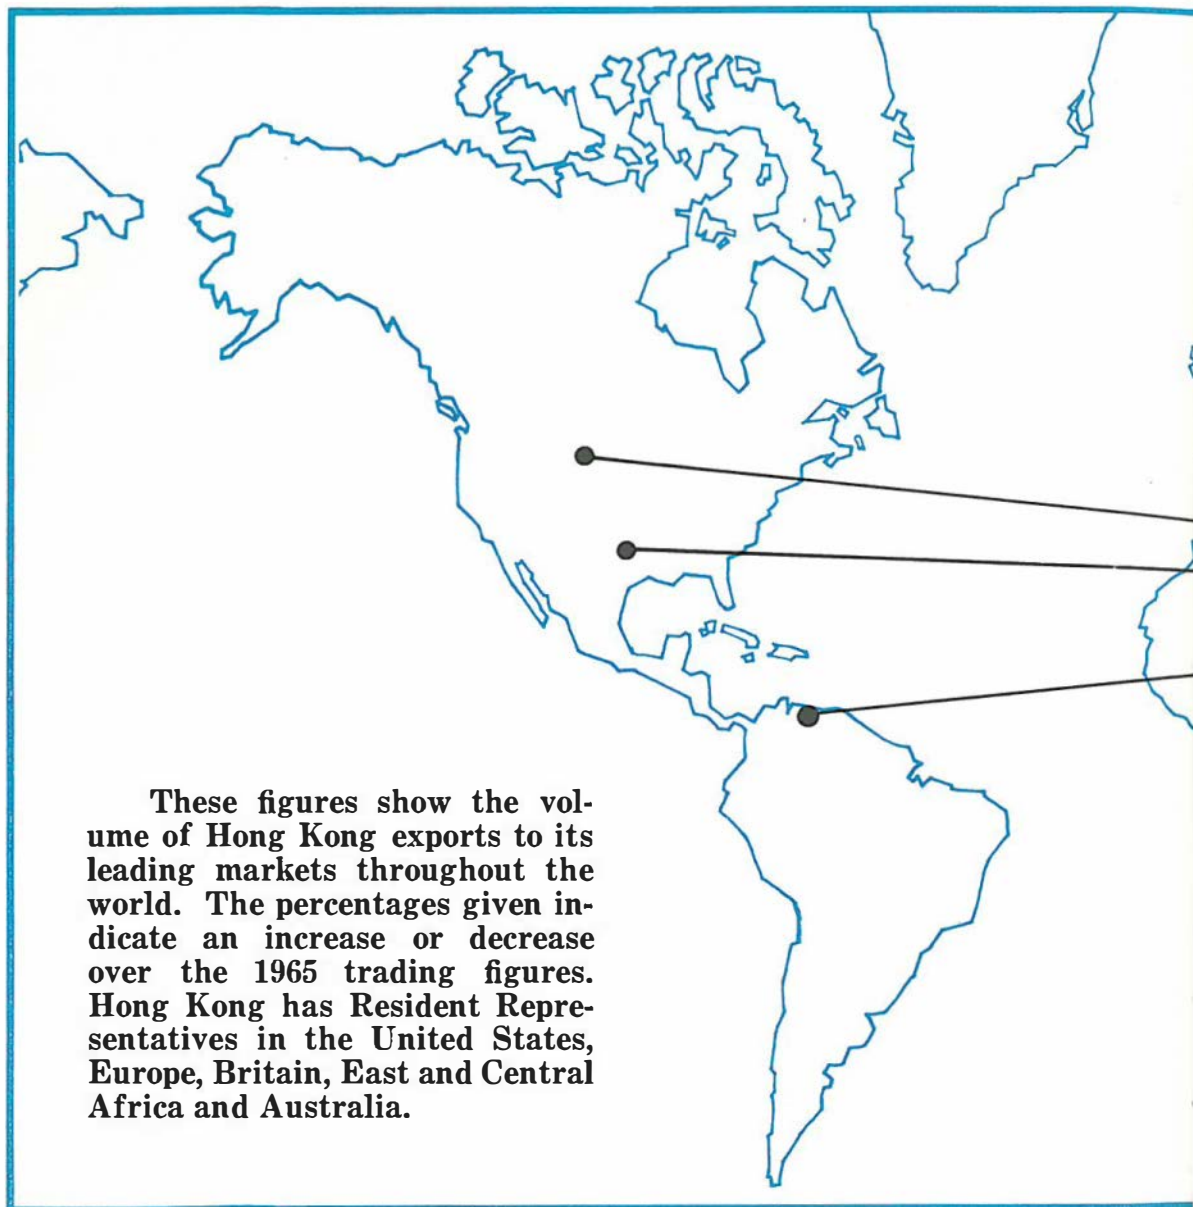 These figures show the vol-
ume of Hong Kong exports to its
leading markets throughout the
world. The percentages given in-
dicate an increase or decrease
over the 1965 trading figures.
Hong Kong has Resident Repre-
sentatives in the United States,
Europe, Britain, East and Central
Africa and Australia.